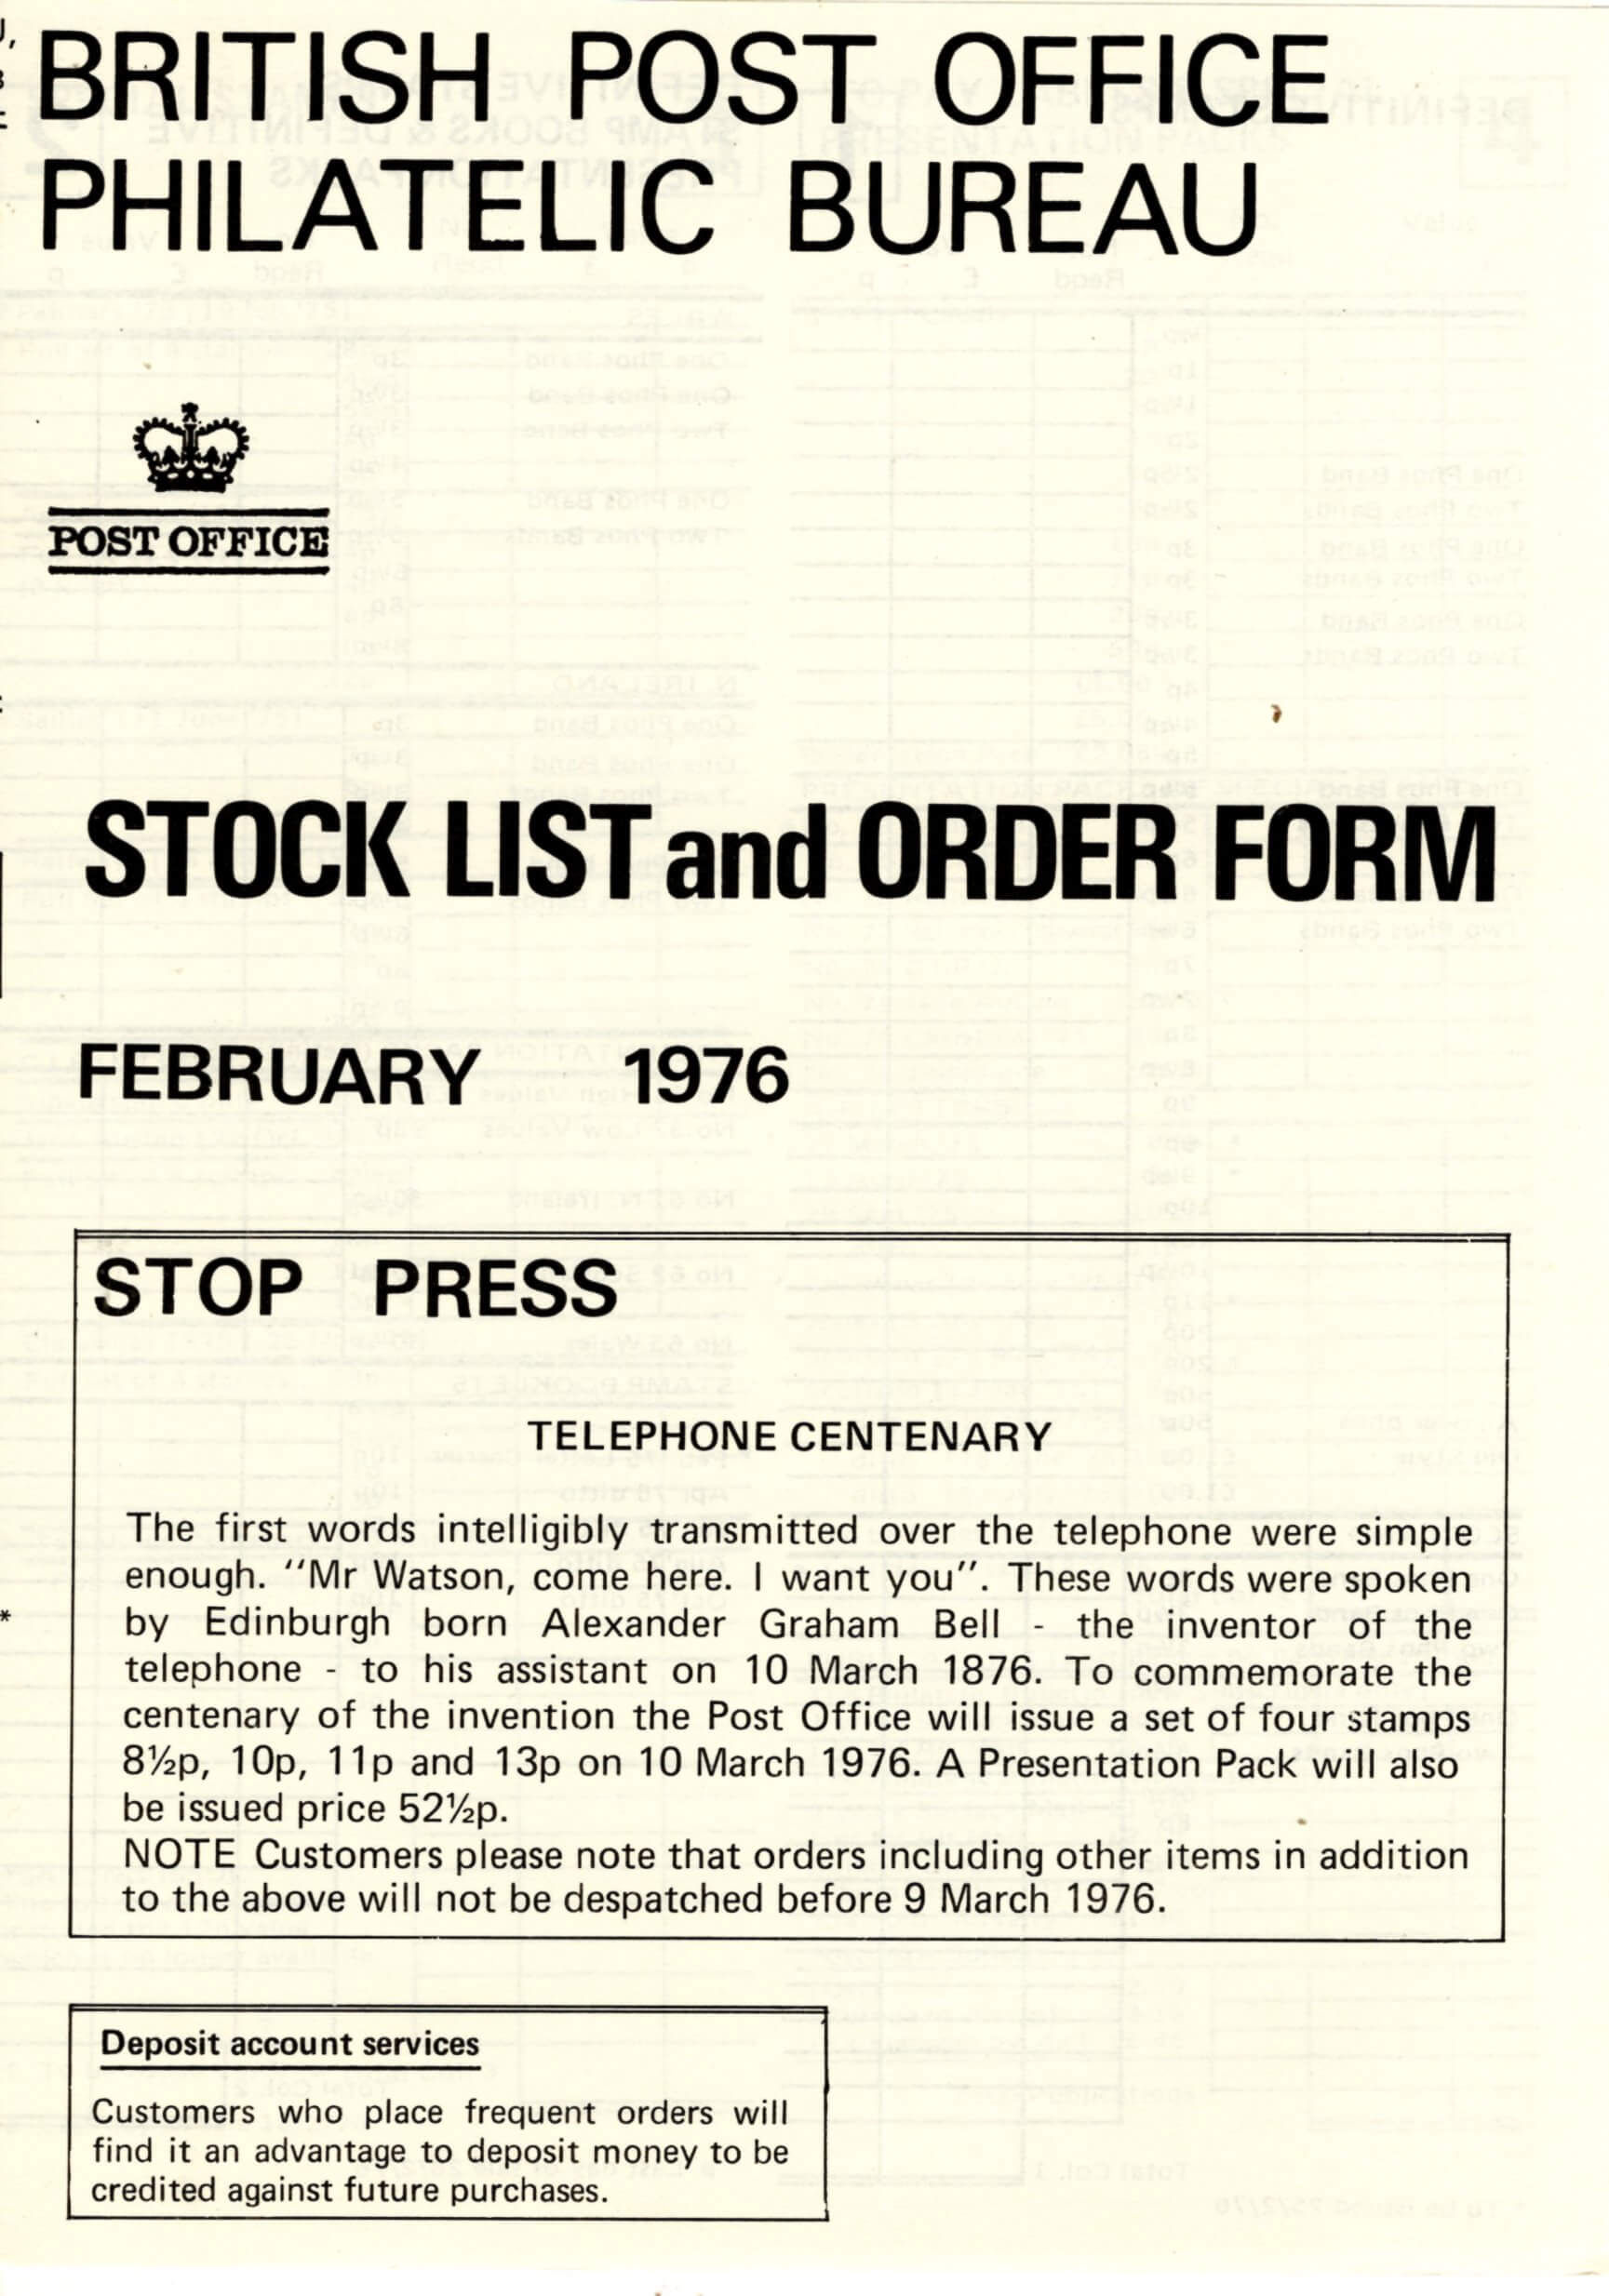 BRITISH POST OFFICE
PHILATELIC BUREAU
POST OFFICE
STOCK LIST and ORDER FORM
FEBRUARY 1976
STOP PRESS
TELEPHONE CENTENARY
The first words intelligibly transmitted over the telephone were simple
enough. "Mr Watson, come here. I want you". These words were spoken
by Edinburgh born Alexander Graham Bell - the inventor of the
telephone - to his assistant on 10 March 1876. To commemorate the
centenary of the invention the Post Office will issue a set of four stamps
8½p, 10p, 11p and 13p on 10 March 1976. A Presentation Pack will also
be issued price 52½p.
NOTE Customers please note that orders including other items in addition
to the above will not be despatched before 9 March 1976.
Deposit account services
Customers who place frequent orders will
find it an advantage to deposit money to be
credited against future purchases.